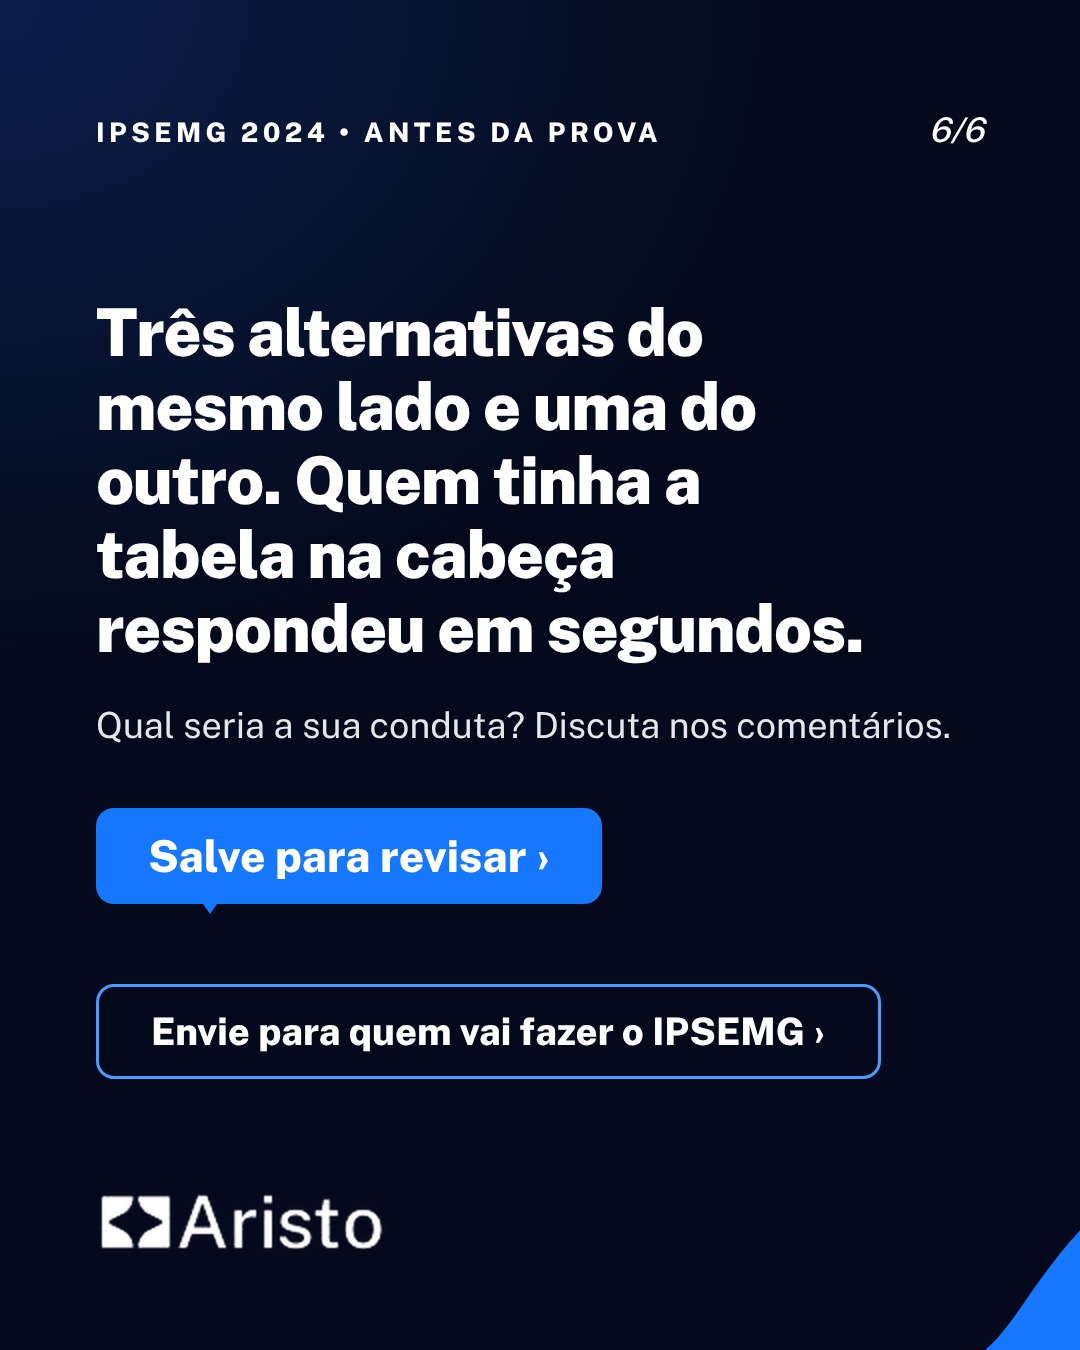 IPSEMG 2024 • ANTES DA PROVA
6/6
Três alternativas do
mesmo lado e uma do
outro. Quem tinha a
tabela na cabeça
respondeu em segundos.
Qual seria a sua conduta? Discuta nos comentários.
Salve para revisar ›
Envie para quem vai fazer o IPSEMG ›
Aristo